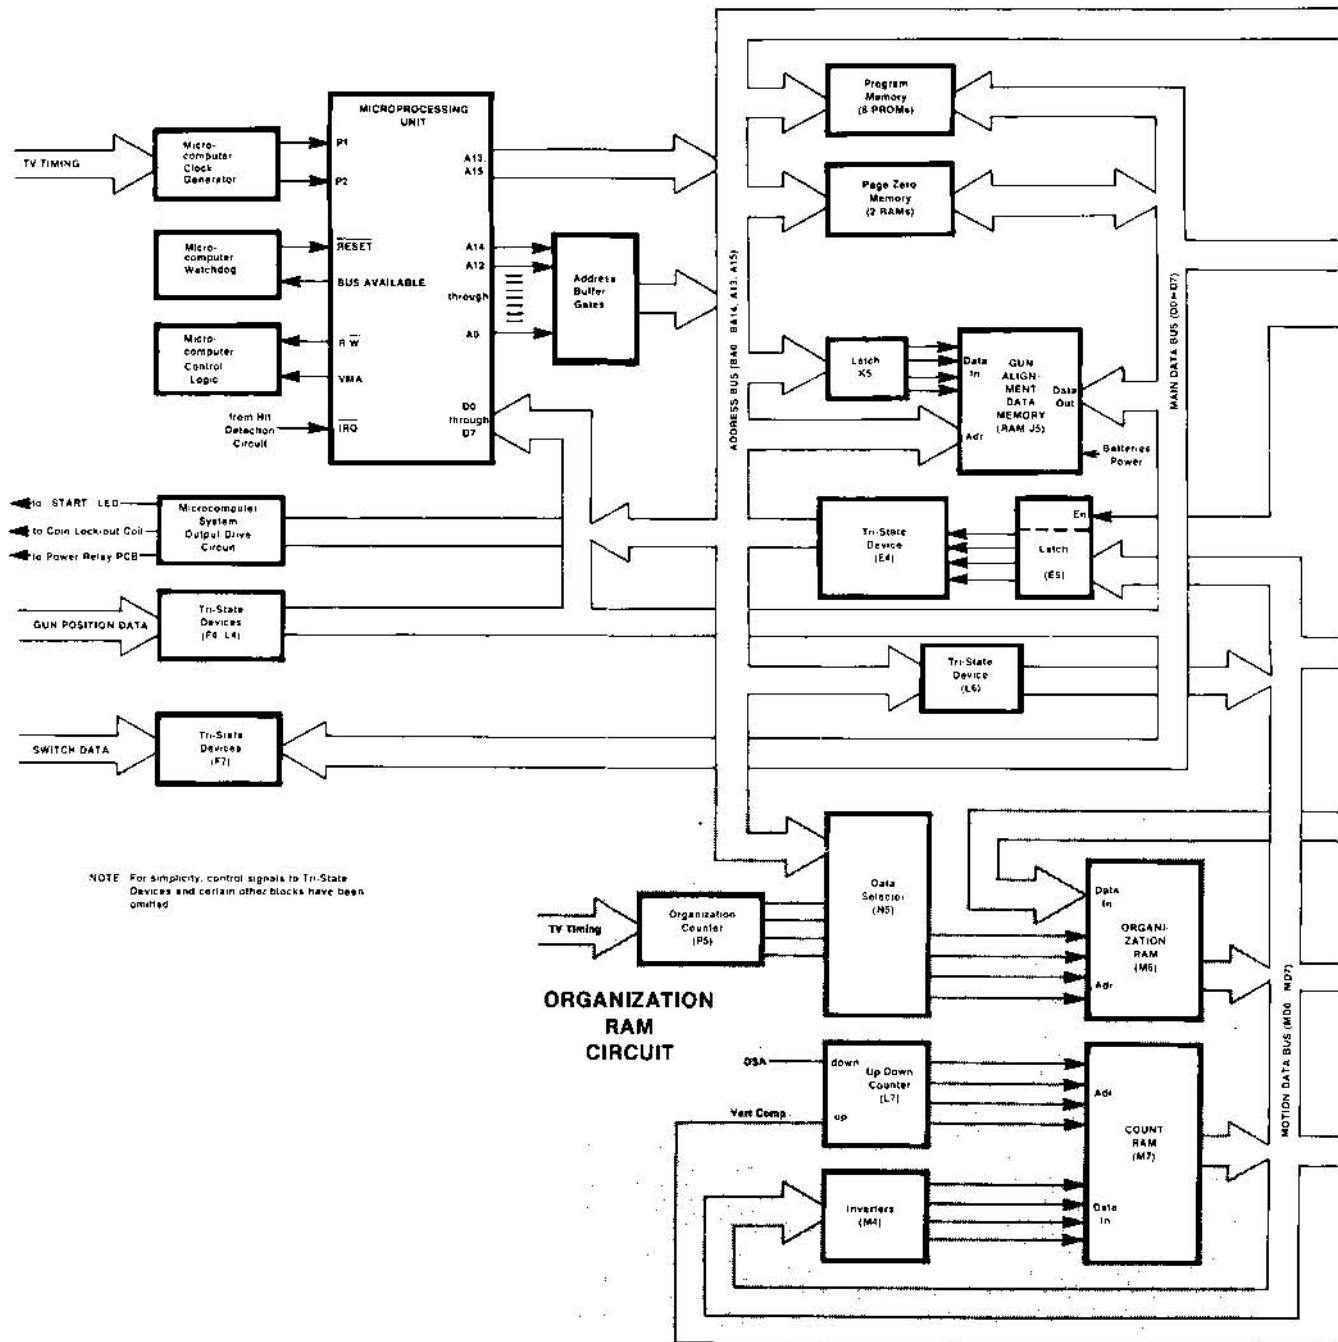 MICROPROCESSING
UNIT
TV TIMING
Micro-
computer
Clock
Generator
P1
P2
A13,
A15
Micro-
computer
Watchdog
RESET
BUS AVAILABLE
A14
A12
through
A0
Address
Buffer
Gates
Micro-
computer
Control
Logic
R/W
VMA
from Hit
Detection
Circuit
IRQ
D0
through
D7
to START LED
to Coin Lock-out Coil
to Power Relay PCB
Microcomputer
System
Output Drive
Circuit
GUN POSITION DATA
Tri-State
Devices
(F4, L4)
SWITCH DATA
Tri-State
Devices
(F7)
NOTE: For simplicity, control signals to Tri-State
Devices and certain other blocks have been
omitted
ADDRESS BUS (BA0 BA14, A13, A15)
Program
Memory
(8 PROMs)
Page Zero
Memory
(2 RAMs)
Latch
K5
Data
In
GUN
ALIGN-
MENT
DATA
MEMORY
(RAM J5)
Data
Out
Adr
Batteries
Power
MAIN DATA BUS (D0-D7)
Tri-State
Device
(E4)
En
Latch
(E5)
Tri-State
Device
(L6)
TV Timing
Organization
Counter
(P5)
Data
Selector
(N5)
Data
In
ORGANI-
ZATION
RAM
(M6)
Adr
ORGANIZATION
RAM
CIRCUIT
DSA
down
Up Down
Counter
(L7)
Vert Comp
up
Adr
COUNT
RAM
(M7)
Data
In
Inverters
(M4)
MOTION DATA BUS (MD0 MD7)